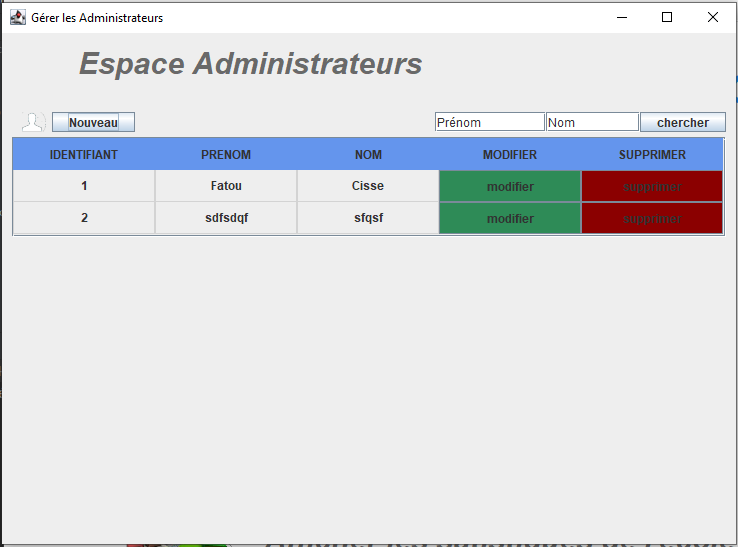 Gérer les Administrateurs
Espace Administrateurs
Nouveau Prénom Nom chercher
IDENTIFIANT PRENOM NOM MODIFIER SUPPRIMER
1 Fatou Cisse modifier supprimer
2 sdfsdqf sfqsf modifier supprimer